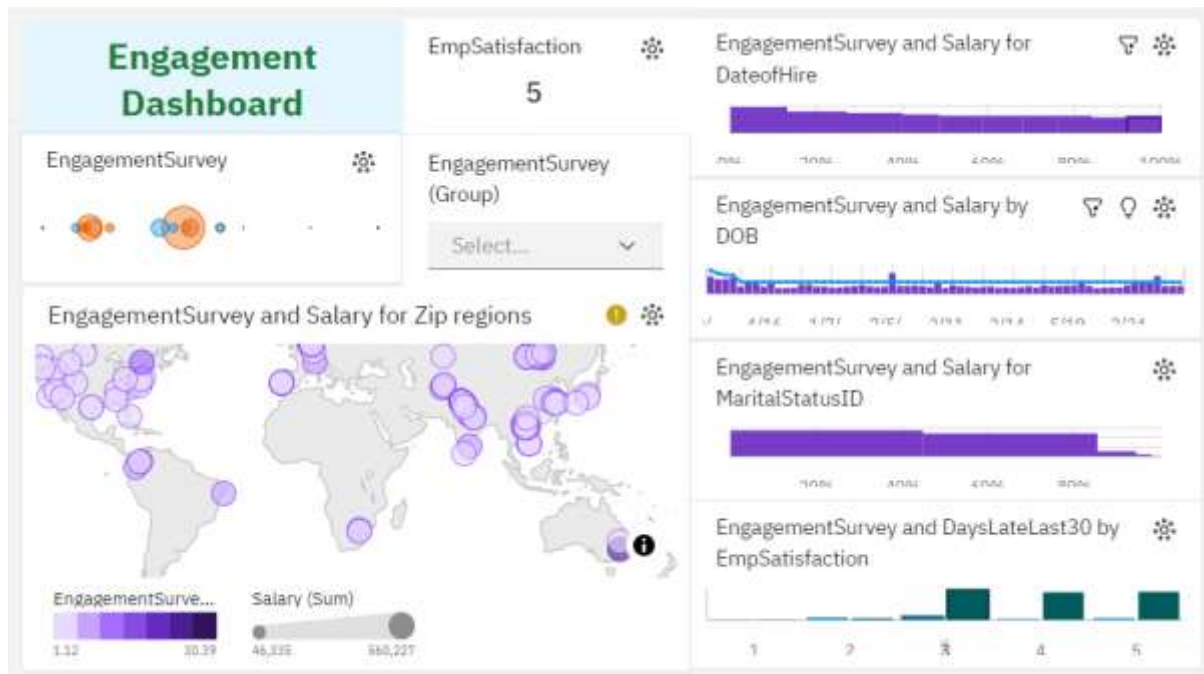 Engagement
Dashboard
EmpSatisfaction
5
EngagementSurvey and Salary for
DateofHire
EngagementSurvey
EngagementSurvey
(Group)
Select...
EngagementSurvey and Salary by
DOB
EngagementSurvey and Salary for Zip regions
EngagementSurve...
Salary (Sum)
1.12
10.39
46,335
560,227
EngagementSurvey and Salary for
MaritalStatusID
EngagementSurvey and DaysLateLast30 by
EmpSatisfaction
1 2 3 4 5